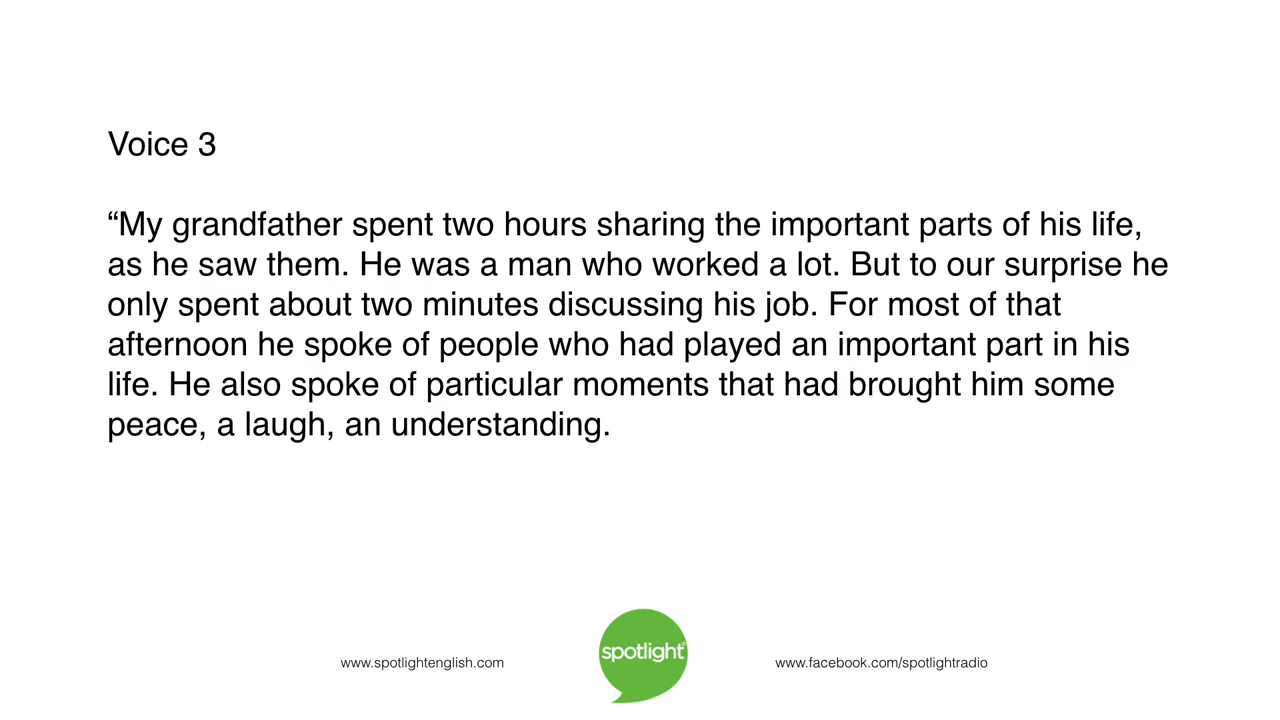 Voice 3
“My grandfather spent two hours sharing the important parts of his life,
as he saw them. He was a man who worked a lot. But to our surprise he
only spent about two minutes discussing his job. For most of that
afternoon he spoke of people who had played an important part in his
life. He also spoke of particular moments that had brought him some
peace, a laugh, an understanding.
www.spotlightenglish.com
spotlight
www.facebook.com/spotlightradio